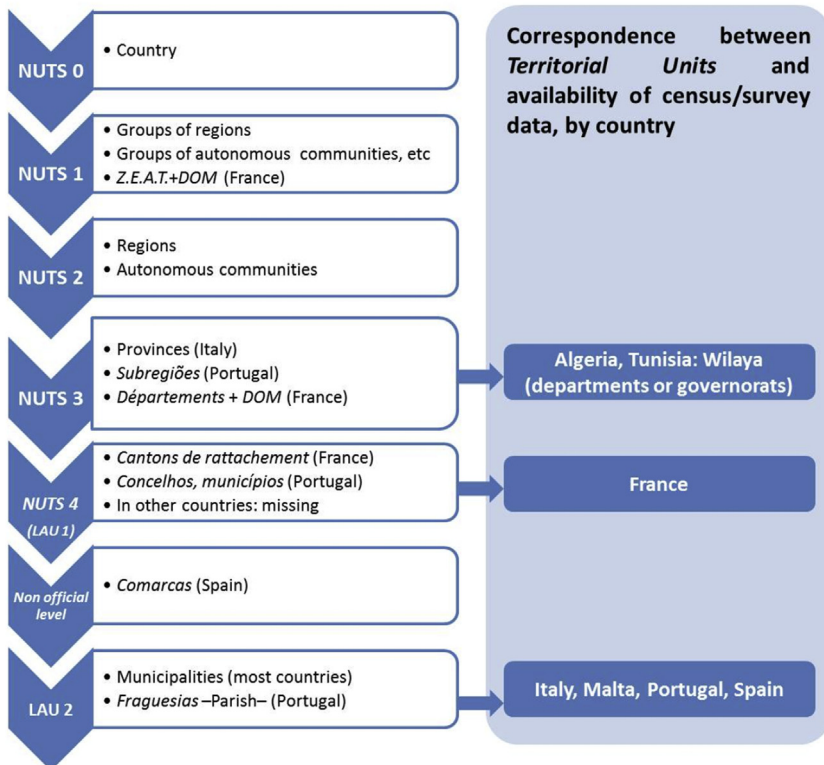 NUTS 0
• Country
NUTS 1
• Groups of regions
• Groups of autonomous communities, etc
• Z.E.A.T.+DOM (France)
NUTS 2
• Regions
• Autonomous communities
NUTS 3
• Provinces (Italy)
• Subregiões (Portugal)
• Départements + DOM (France)
NUTS 4
(LAU 1)
• Cantons de rattachement (France)
• Concelhos, municípios (Portugal)
• In other countries: missing
Non official
level
• Comarcas (Spain)
LAU 2
• Municipalities (most countries)
• Fraguesias –Parish– (Portugal)
Correspondence between
Territorial Units and
availability of census/survey
data, by country
Algeria, Tunisia: Wilaya
(departments or governorats)
France
Italy, Malta, Portugal, Spain